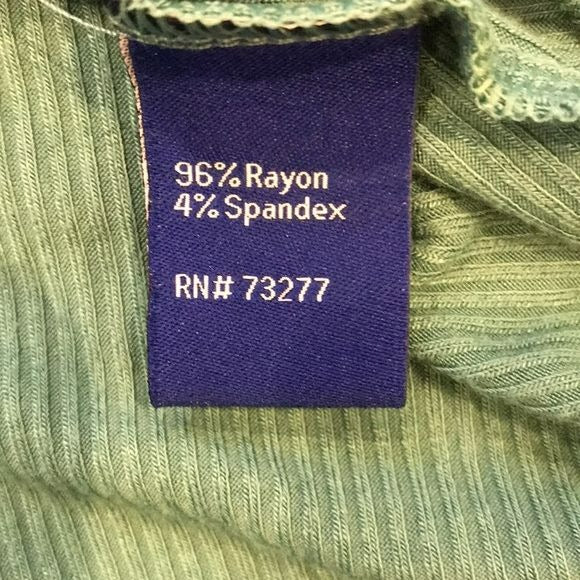 96% Rayon
4% Spandex
RN# 73277